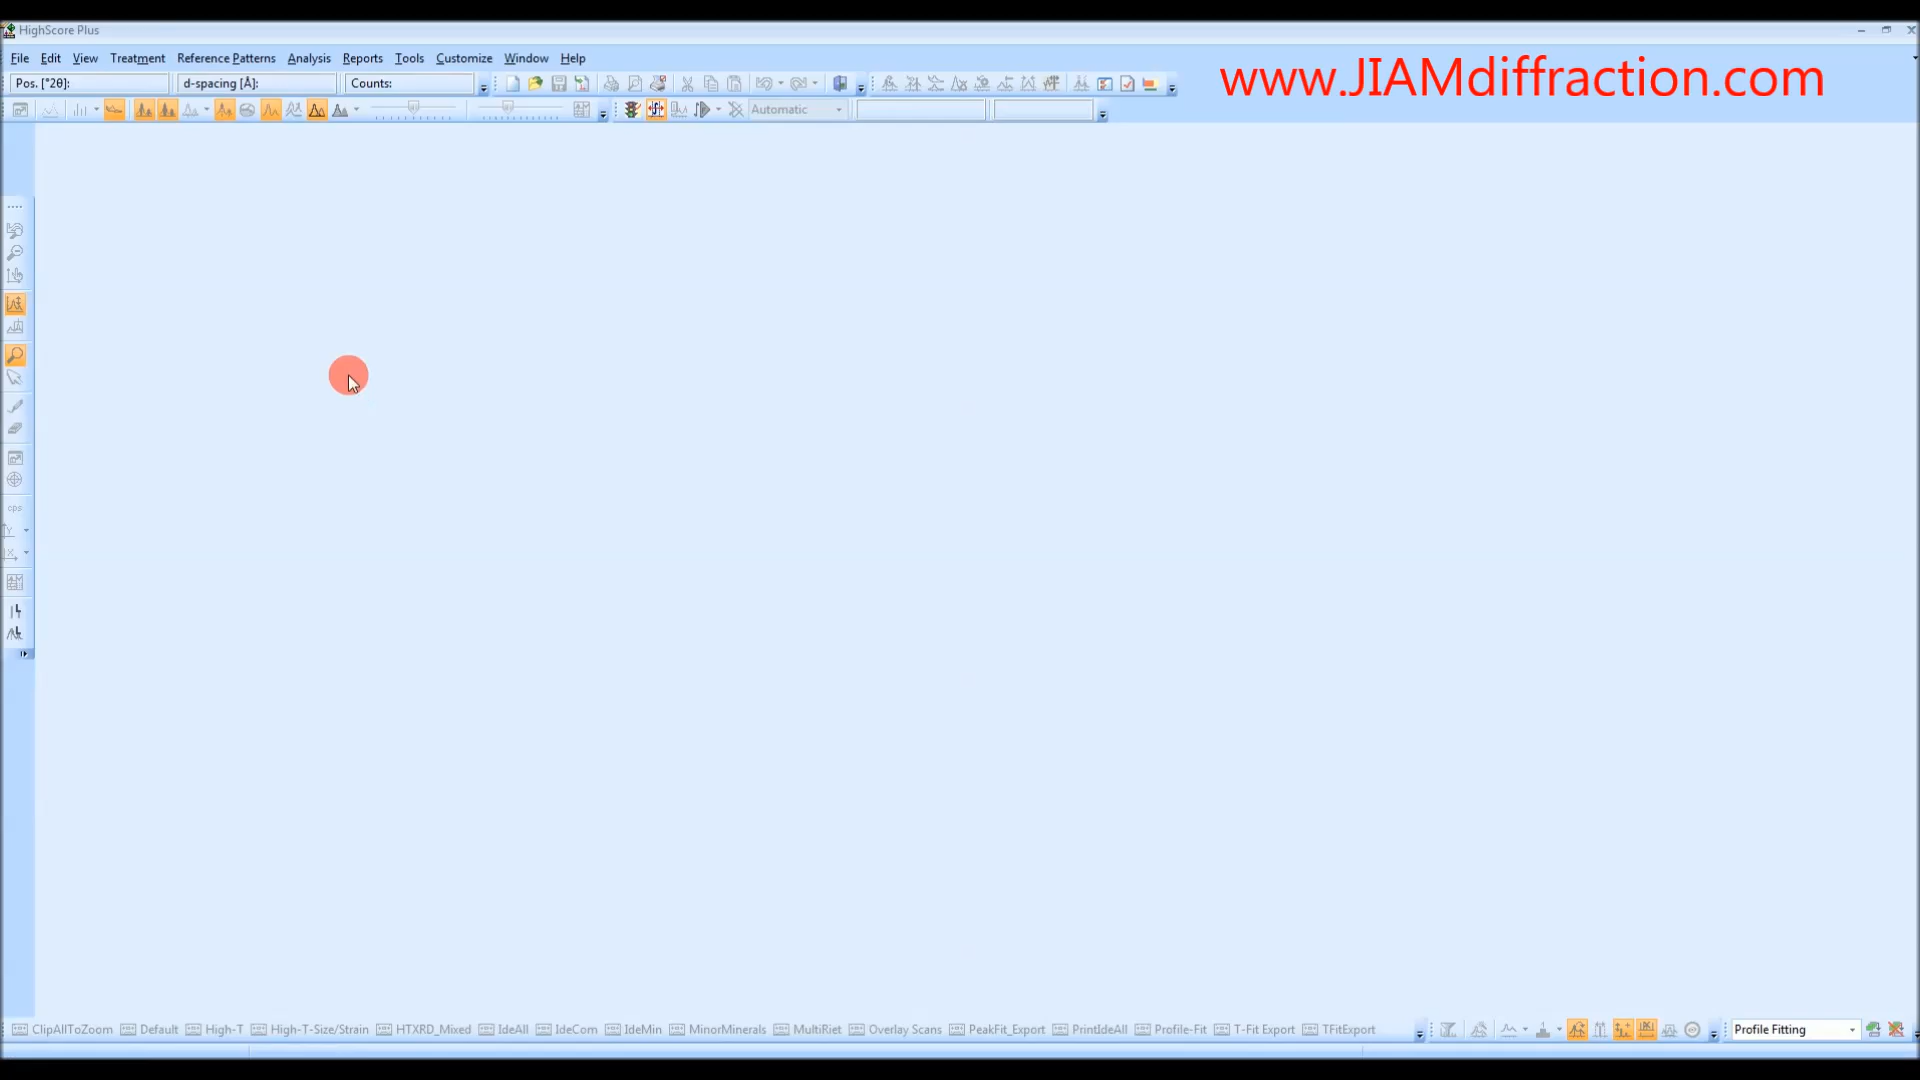 HighScore Plus
File Edit View Treatment Reference Patterns Analysis Reports Tools Customize Window Help
www.JIAMdiffraction.com
Pos. [°2θ]: d-spacing [Å]: Counts:
Automatic
cps
ClipAllToZoom Default High-T High-T-Size/Strain HTXRD_Mixed IdeAll IdeCom IdeMin MinorMinerals MultiRiet Overlay Scans PeakFit_Export PrintIdeAll Profile-Fit T-Fit Export TFitExport Profile Fitting